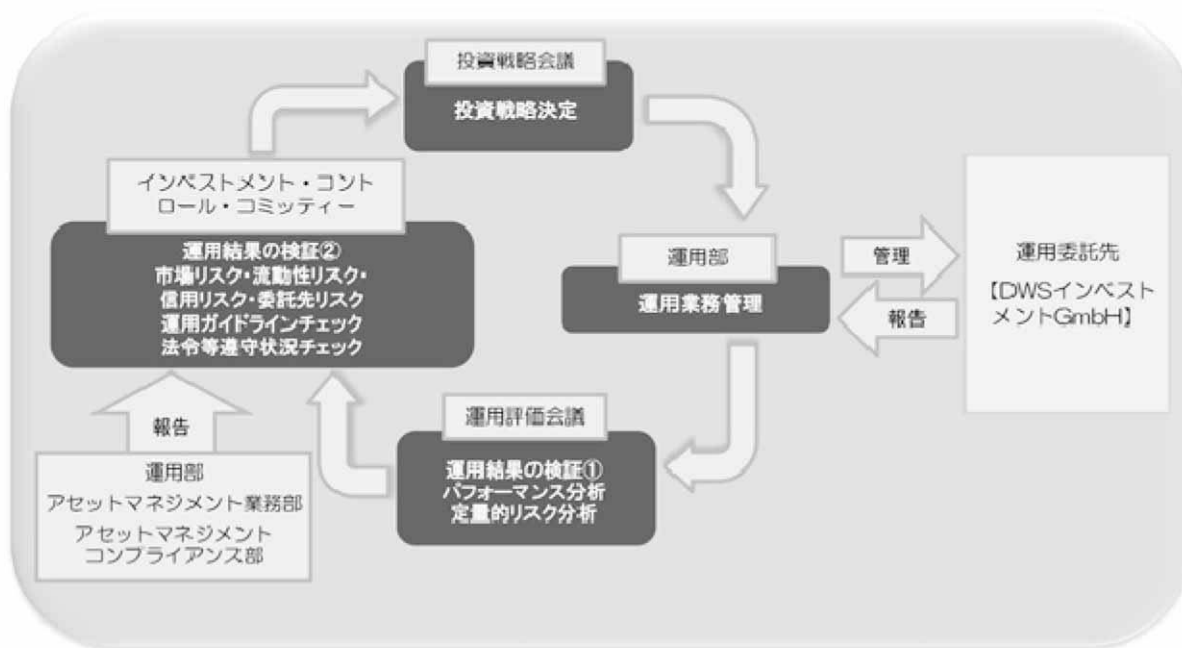 投資戦略会議
投資戦略決定
インベストメント・コント
ロール・コミッティー
運用結果の検証②
市場リスク・流動性リスク・
信用リスク・委託先リスク
運用ガイドラインチェック
法令等遵守状況チェック
運用部
運用業務管理
管理
報告
運用委託先
【DWSインベスト
メントGmbH】
運用評価会議
運用結果の検証①
パフォーマンス分析
定量的リスク分析
報告
運用部
アセットマネジメント業務部
アセットマネジメント
コンプライアンス部